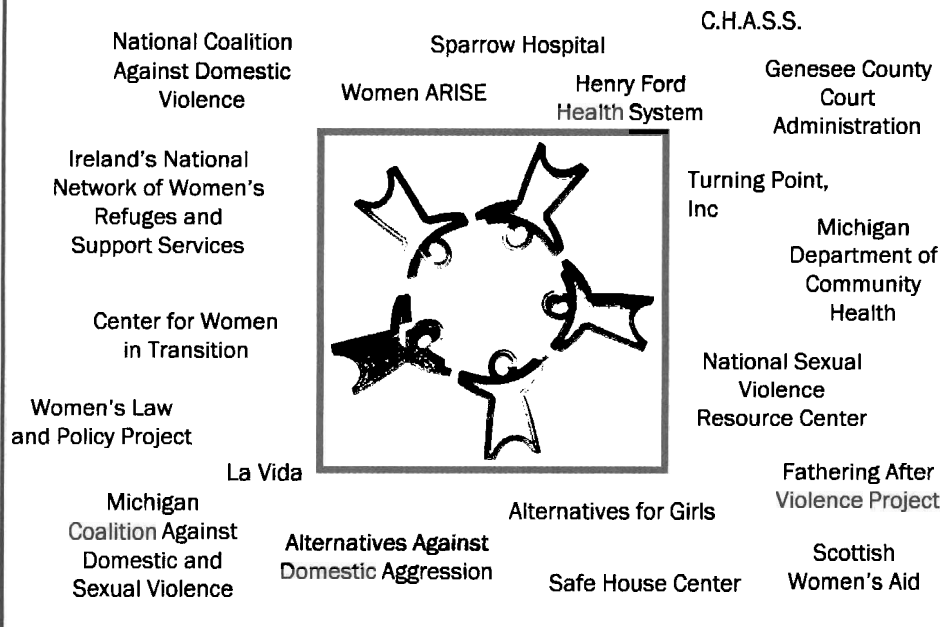 C.H.A.S.S.
National Coalition
Against Domestic
Violence
Sparrow Hospital
Women ARISE
Henry Ford
Health System
Genesee County
Court
Administration
Ireland's National
Network of Women's
Refuges and
Support Services
Turning Point,
Inc
Michigan
Department of
Community
Health
Center for Women
in Transition
National Sexual
Violence
Resource Center
Women's Law
and Policy Project
La Vida
Fathering After
Violence Project
Michigan
Coalition Against
Domestic and
Sexual Violence
Alternatives for Girls
Alternatives Against
Domestic Aggression
Safe House Center
Scottish
Women's Aid